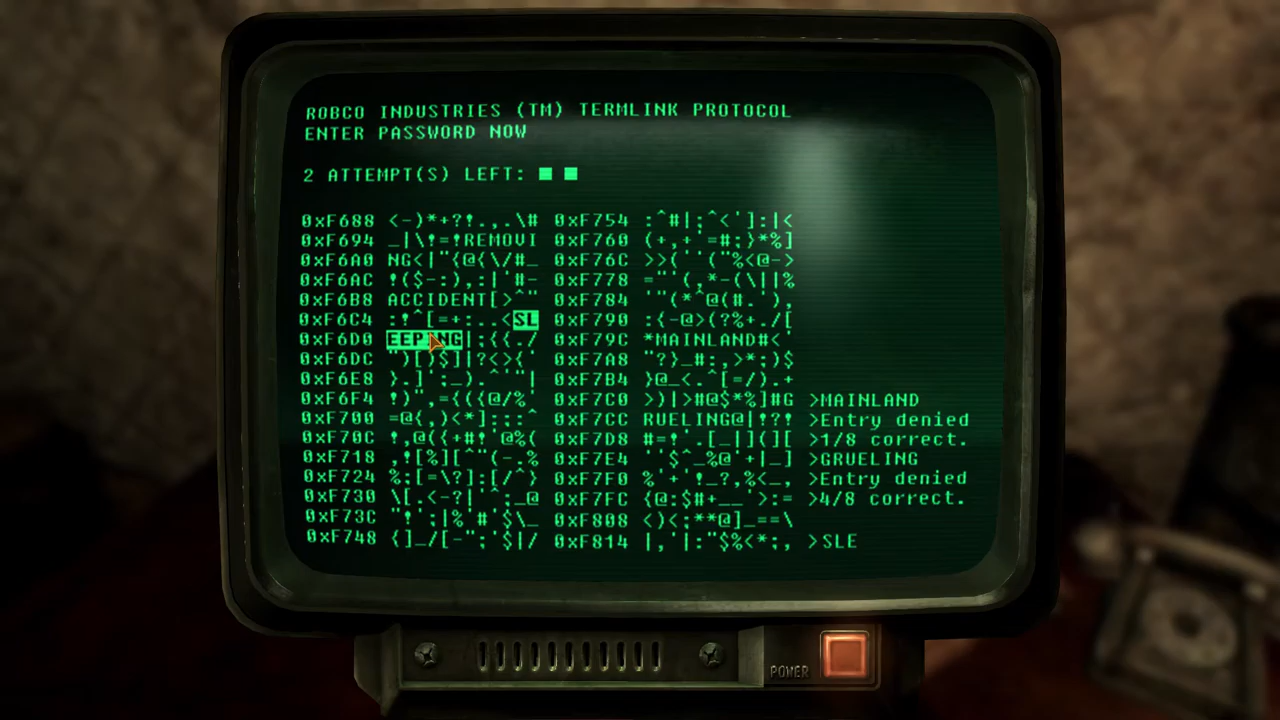 ROBCO INDUSTRIES (TM) TERMLINK PROTOCOL
ENTER PASSWORD NOW
2 ATTEMPT(S) LEFT: ■ ■
0xF688 <-)*+?!.,.\# 0xF754 :^#|;^<']:|<
0xF694 _|\!=!REMOVI 0xF760 (+,+'=#;}*%]
0xF6A0 NG<|"{@{\/#_ 0xF76C >>(''("%<@->
0xF6AC !($-:),:|'#- 0xF778 ="'(,*-(\||%
0xF6B8 ACCIDENT[>^" 0xF784 '"(*^@(#.'),
0xF6C4 :!^[=+:..<SL 0xF790 :{-@>(?%+./[
0xF6D0 EEPING|:{{./ 0xF79C *MAINLAND#<'
0xF6DC ")[)$]|?<>{' 0xF7A8 "?}_#:,>*;)$
0xF6E8 }.]':_).^'"| 0xF7B4 }@_<.^[=/).+
0xF6F4 !)",={({@/%' 0xF7C0 >)|>#@$*%]#G >MAINLAND
0xF700 =@{,)<*];:;^ 0xF7CC RUELING@|!?! >Entry denied
0xF70C !,@({+#!'@%( 0xF7D8 #=!'.[_|](][ >1/8 correct.
0xF718 ,![%][^"(-.% 0xF7E4 ''$^_%@'+|_] >GRUELING
0xF724 %:[=\?]:[/^} 0xF7F0 %'+'!_?,%<_, >Entry denied
0xF730 \[.<-?|'^;_@ 0xF7FC {@:$#+__'>:= >4/8 correct.
0xF73C "!';|%.#'$\_ 0xF808 <)<;**@]_==\
0xF748 {]_/[-";'$|/ 0xF814 |,'|:"$%<*;, >SLE
POWER